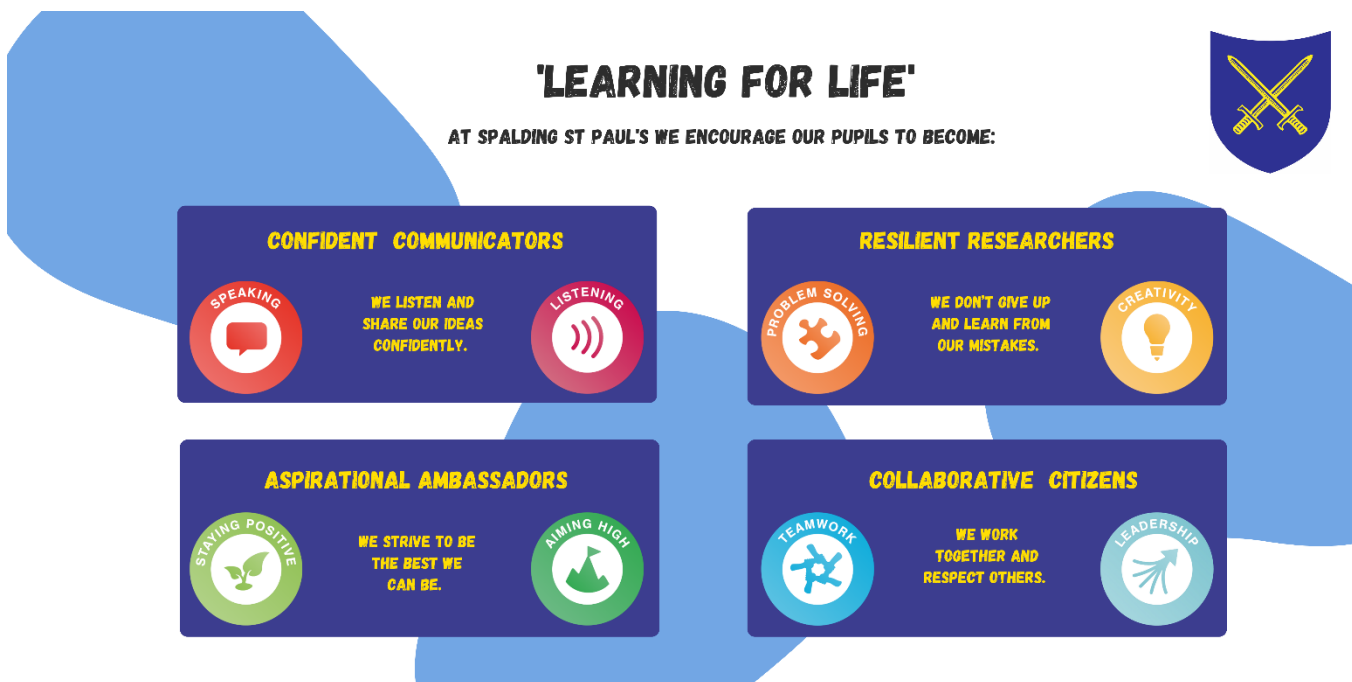 'LEARNING FOR LIFE'
AT SPALDING ST PAUL'S WE ENCOURAGE OUR PUPILS TO BECOME:
CONFIDENT COMMUNICATORS
SPEAKING
WE LISTEN AND
SHARE OUR IDEAS
CONFIDENTLY.
LISTENING
RESILIENT RESEARCHERS
PROBLEM SOLVING
WE DON'T GIVE UP
AND LEARN FROM
OUR MISTAKES.
CREATIVITY
ASPIRATIONAL AMBASSADORS
STAYING POSITIVE
WE STRIVE TO BE
THE BEST WE
CAN BE.
AIMING HIGH
COLLABORATIVE CITIZENS
TEAMWORK
WE WORK
TOGETHER AND
RESPECT OTHERS.
LEADERSHIP